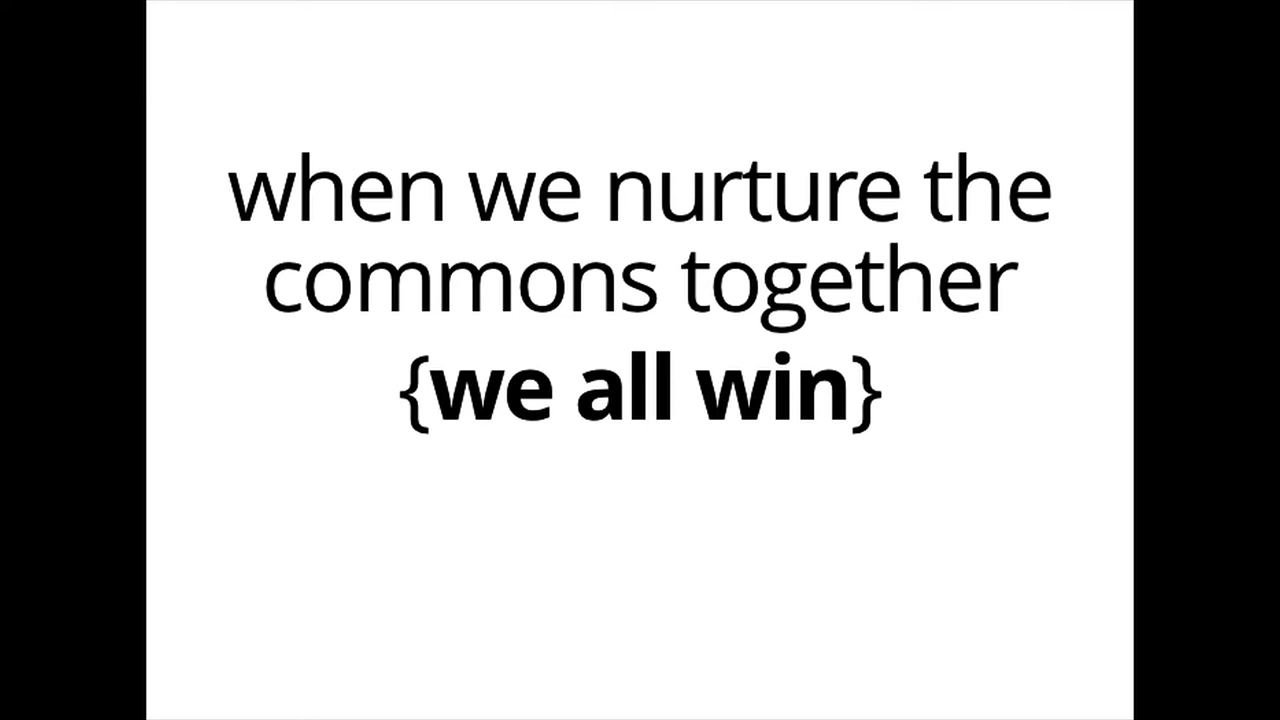 when we nurture the
commons together
{we all win}